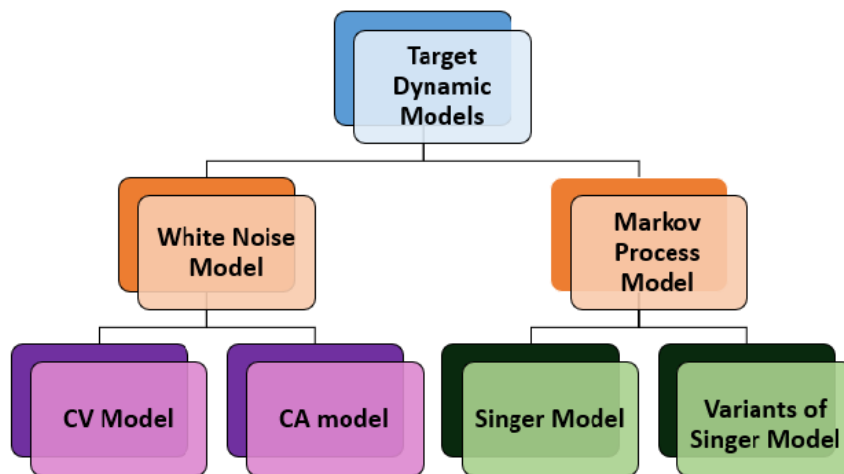 Target
Dynamic
Models
White Noise
Model
Markov
Process
Model
CV Model
CA model
Singer Model
Variants of
Singer Model